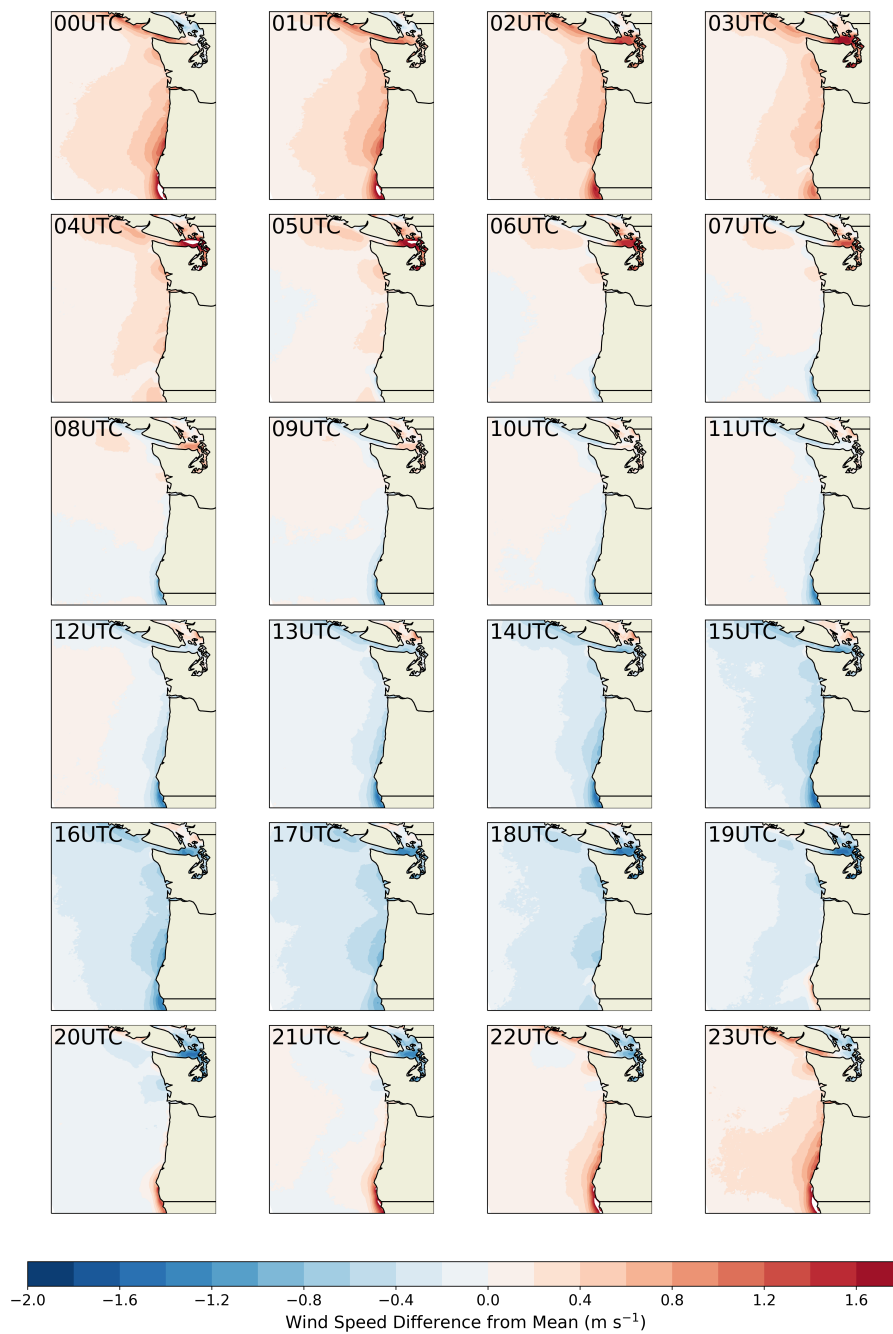 00UTC 01UTC 02UTC 03UTC
04UTC 05UTC 06UTC 07UTC
08UTC 09UTC 10UTC 11UTC
12UTC 13UTC 14UTC 15UTC
16UTC 17UTC 18UTC 19UTC
20UTC 21UTC 22UTC 23UTC
−2.0 −1.6 −1.2 −0.8 −0.4 0.0 0.4 0.8 1.2 1.6
Wind Speed Difference from Mean (m s⁻¹)